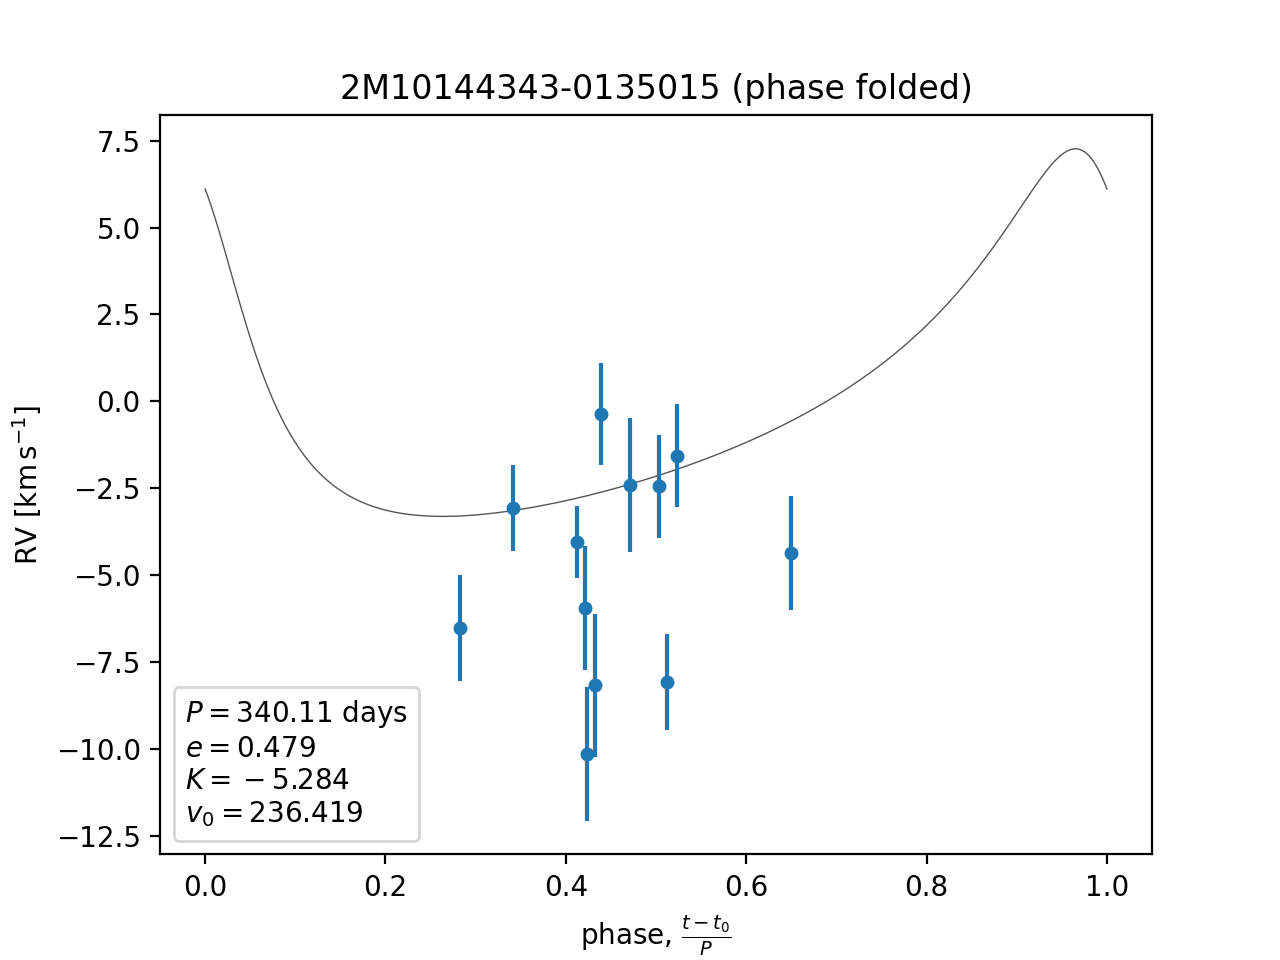 2M10144343-0135015 (phase folded)
7.5
5.0
2.5
0.0
−2.5
−5.0
−7.5
−10.0
−12.5
RV [km s⁻¹]
P = 340.11 days
e = 0.479
K = −5.284
v₀ = 236.419
0.0 0.2 0.4 0.6 0.8 1.0
phase, (t − t₀)/P